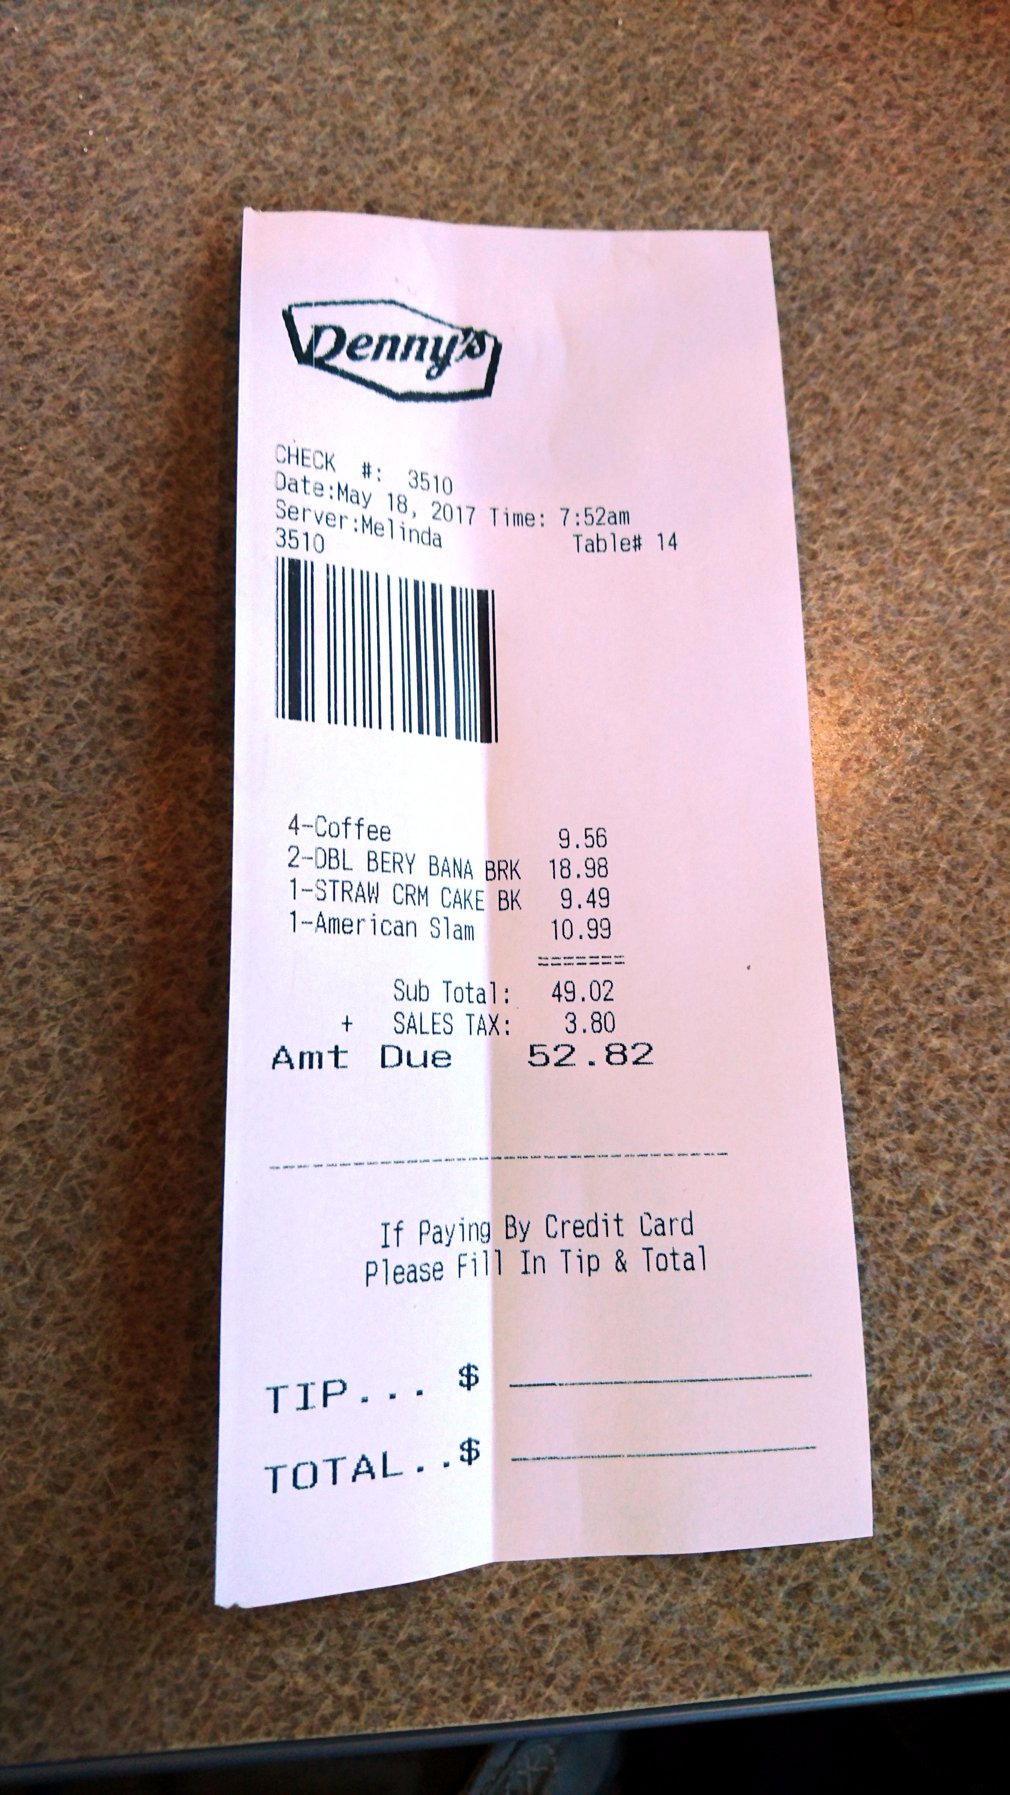 Denny's
CHECK #: 3510
Date:May 18, 2017 Time: 7:52am
Server:Melinda Table# 14
3510
4-Coffee 9.56
2-DBL BERY BANA BRK 18.98
1-STRAW CRM CAKE BK 9.49
1-American Slam 10.99
=======
Sub Total: 49.02
+ SALES TAX: 3.80
Amt Due 52.82
If Paying By Credit Card
Please Fill In Tip & Total
TIP... $
TOTAL..$